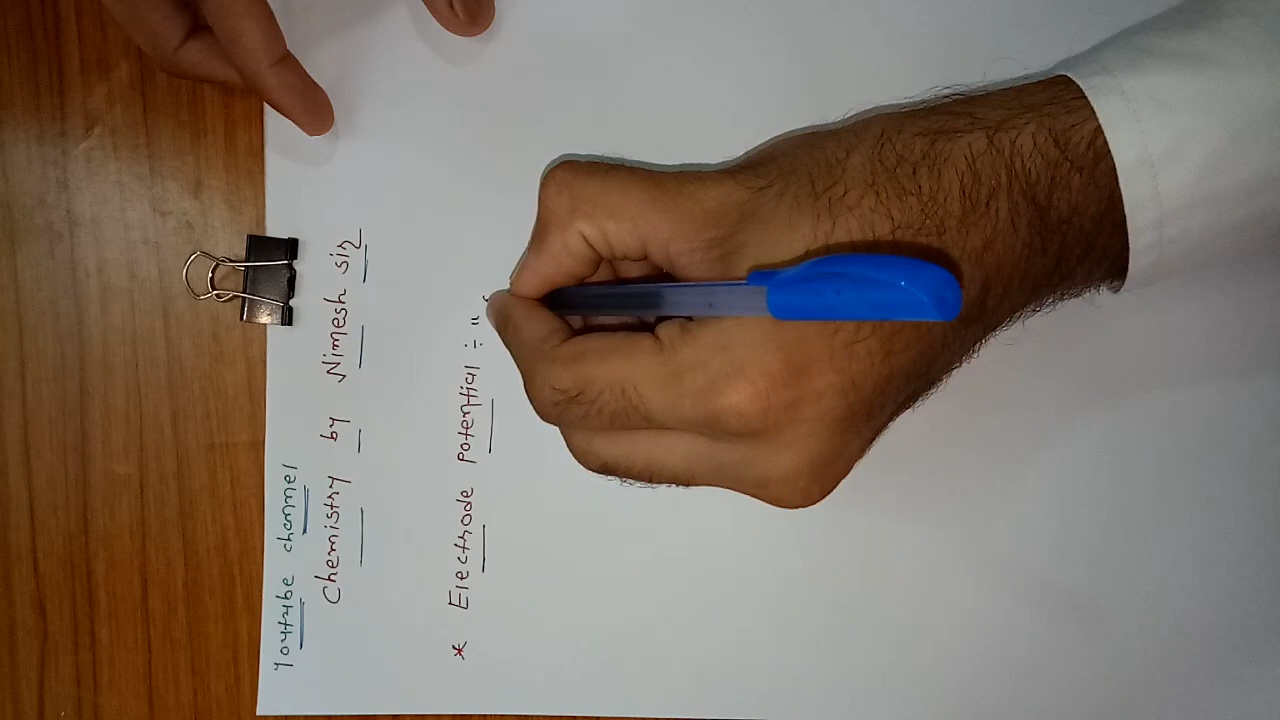 Youtube channel
Chemistry by Nimesh sir
* Electrode potential ÷ "